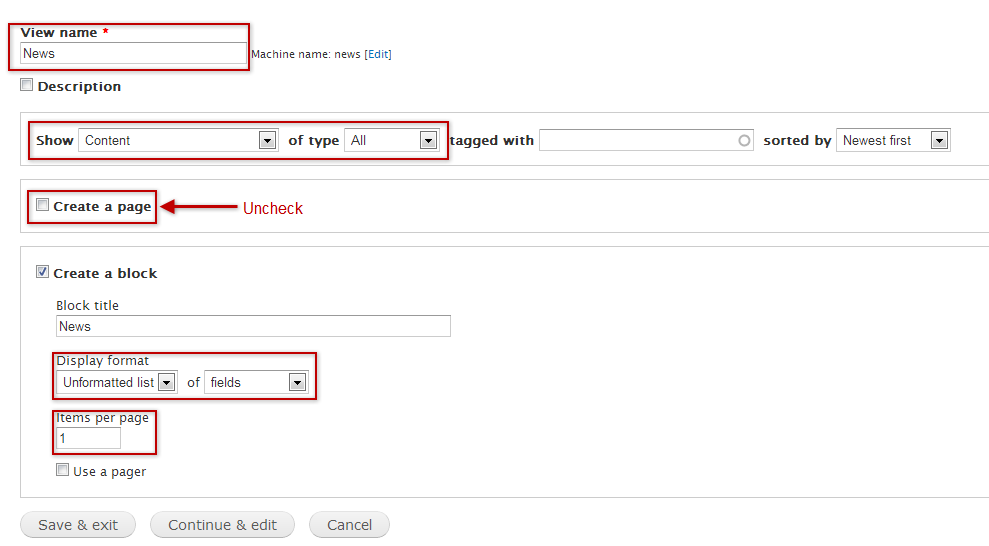 View name *
News Machine name: news [Edit]
Description
Show Content of type All tagged with sorted by Newest first
Create a page Uncheck
Create a block
Block title
News
Display format
Unformatted list of fields
Items per page
1
Use a pager
Save & exit Continue & edit Cancel